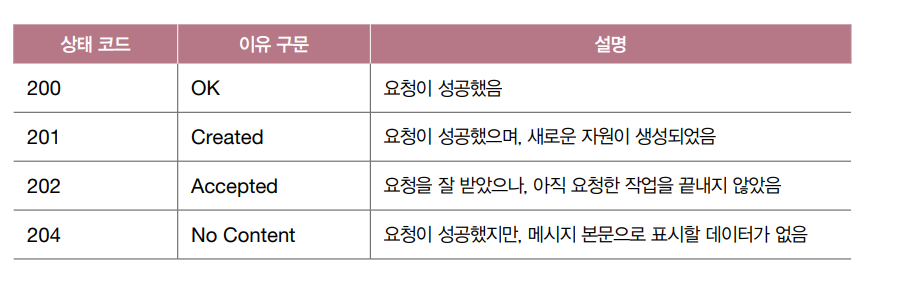 상태 코드 이유 구문 설명
200 OK 요청이 성공했음
201 Created 요청이 성공했으며, 새로운 자원이 생성되었음
202 Accepted 요청을 잘 받았으나, 아직 요청한 작업을 끝내지 않았음
204 No Content 요청이 성공했지만, 메시지 본문으로 표시할 데이터가 없음